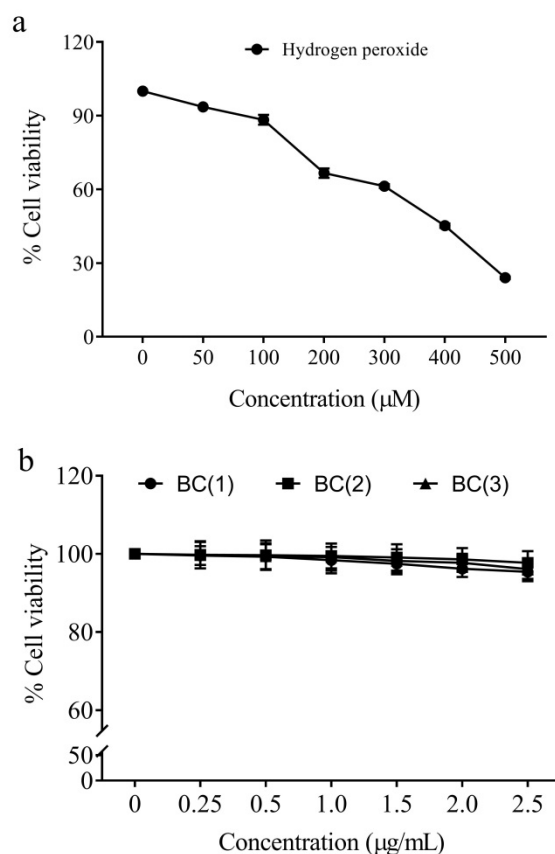 a
120
Hydrogen peroxide
90
60
30
0
% Cell viability
0 50 100 200 300 400 500
Concentration (μM)
b
120
BC(1) BC(2) BC(3)
100
80
60
50
0
% Cell viability
0 0.25 0.5 1.0 1.5 2.0 2.5
Concentration (μg/mL)